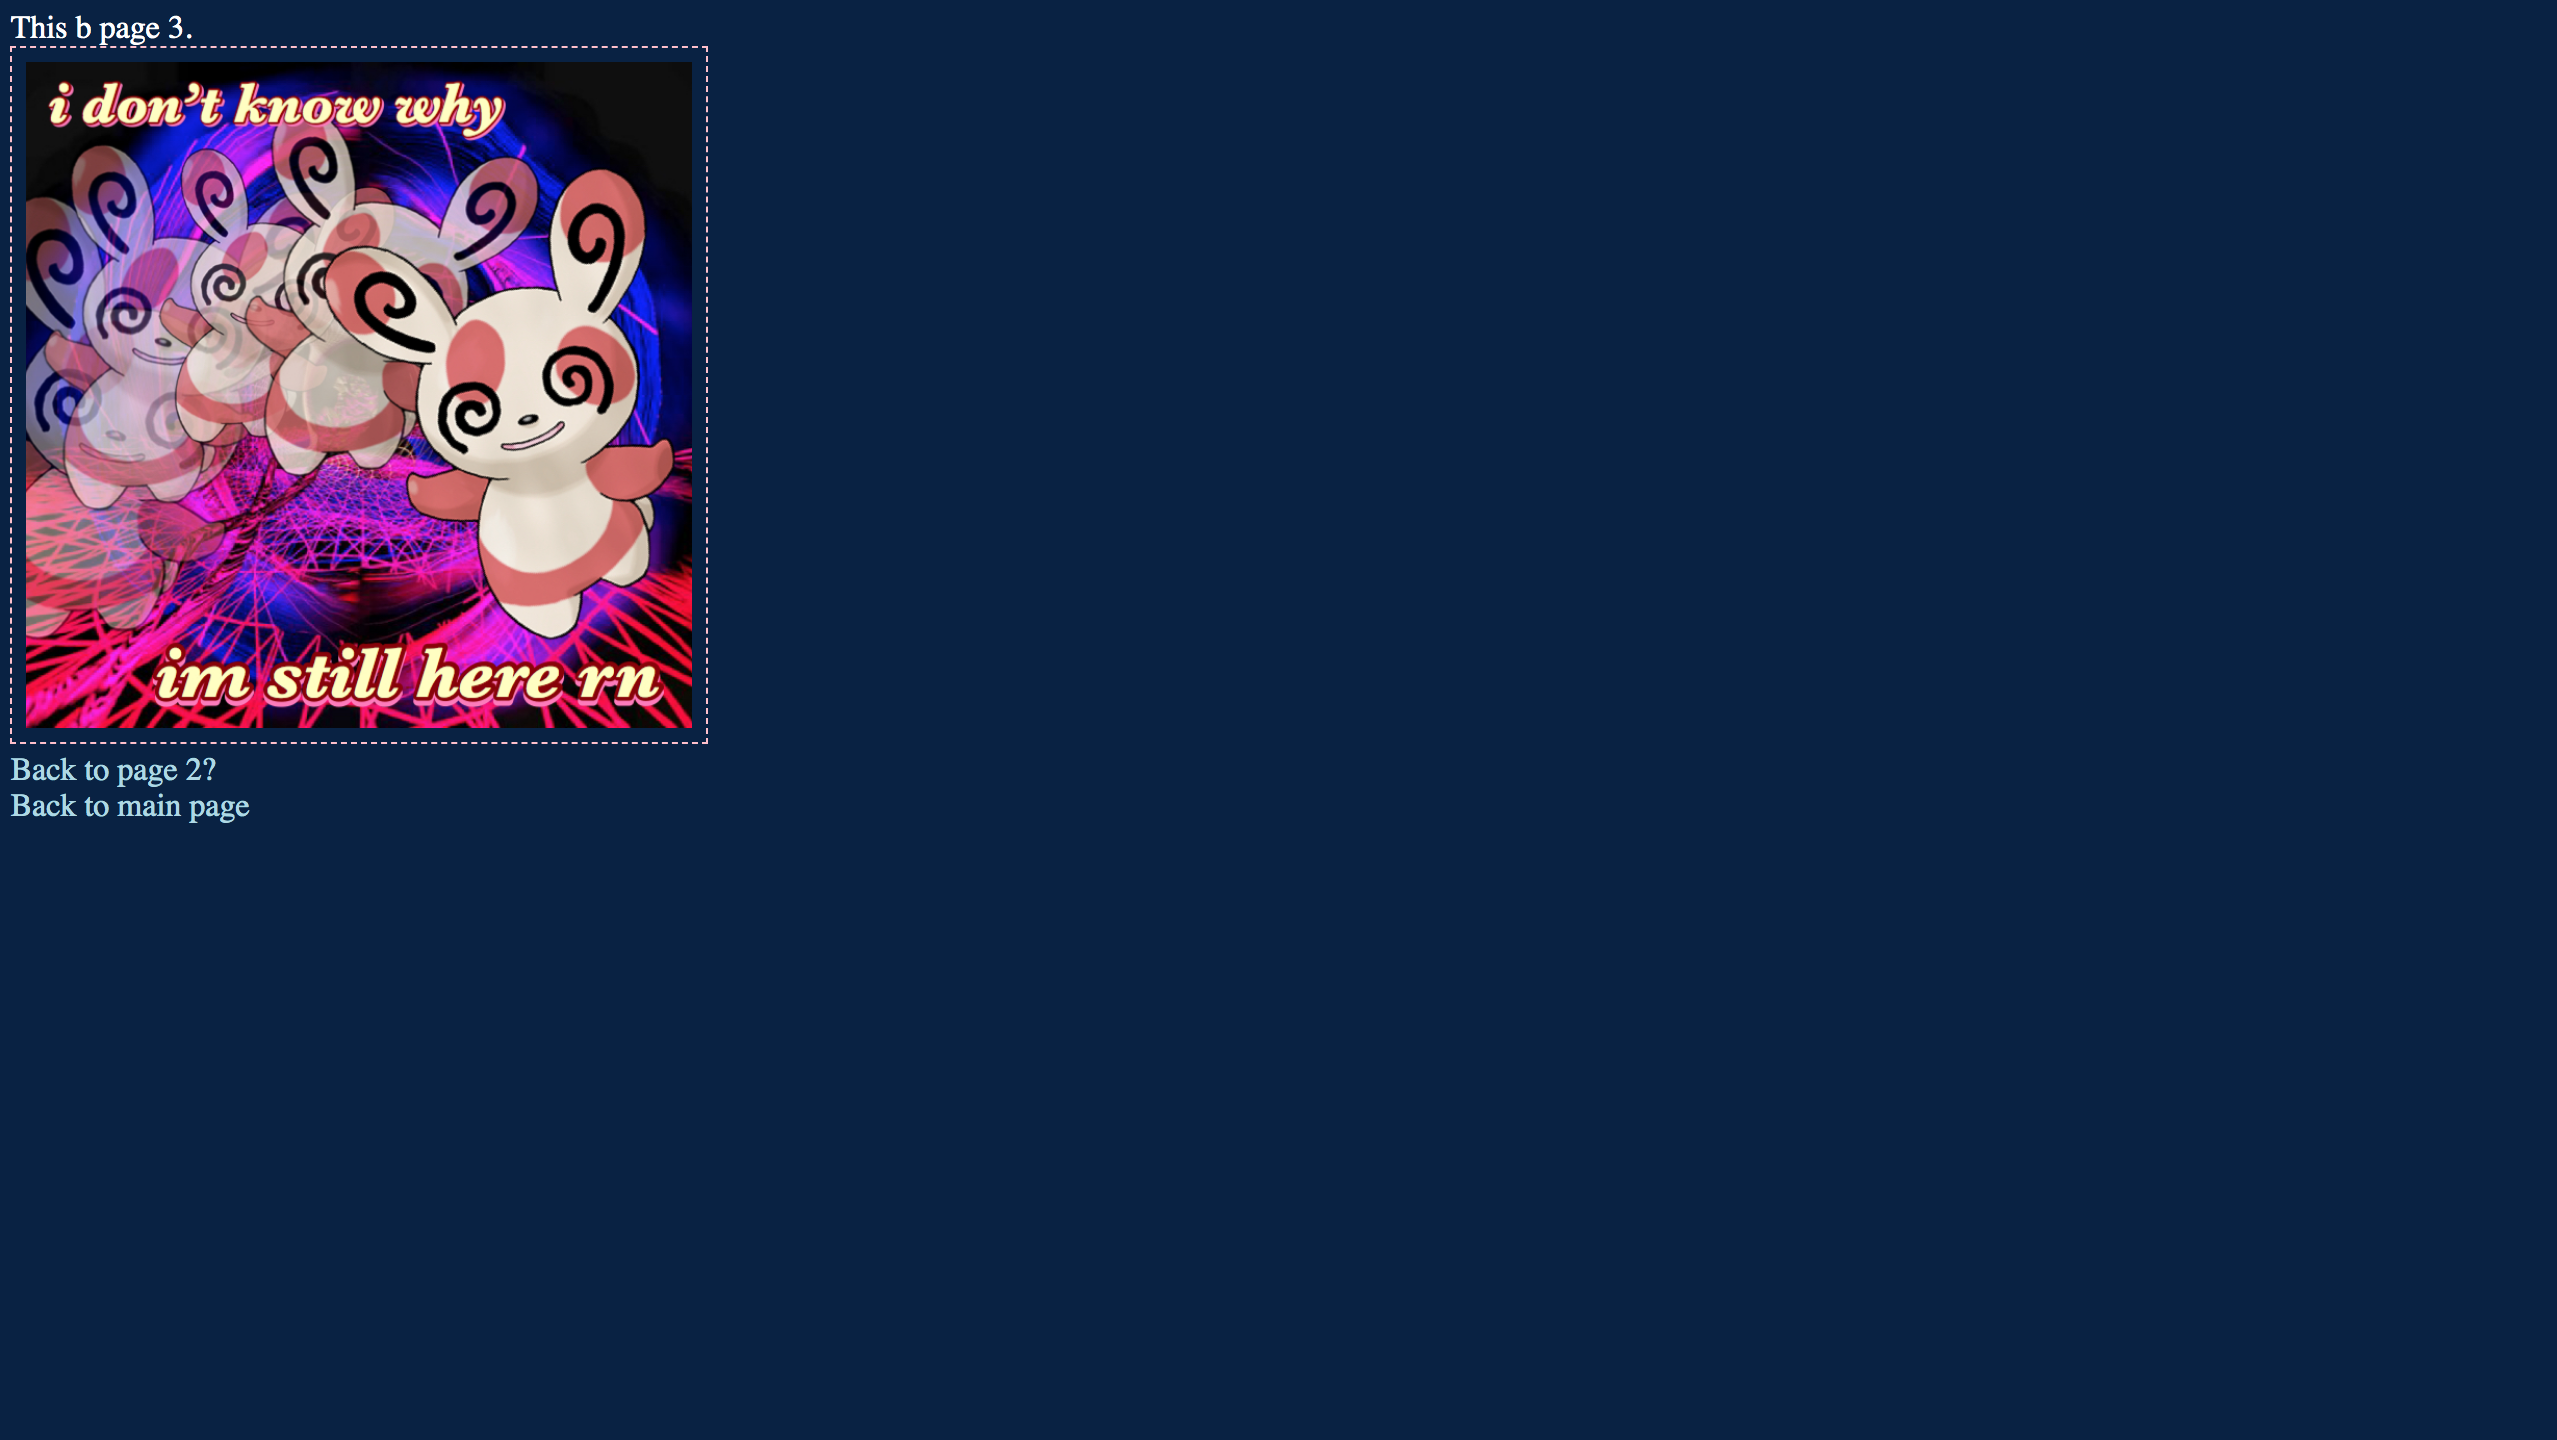 This b page 3.
i don’t know why
im still here rn
Back to page 2?
Back to main page